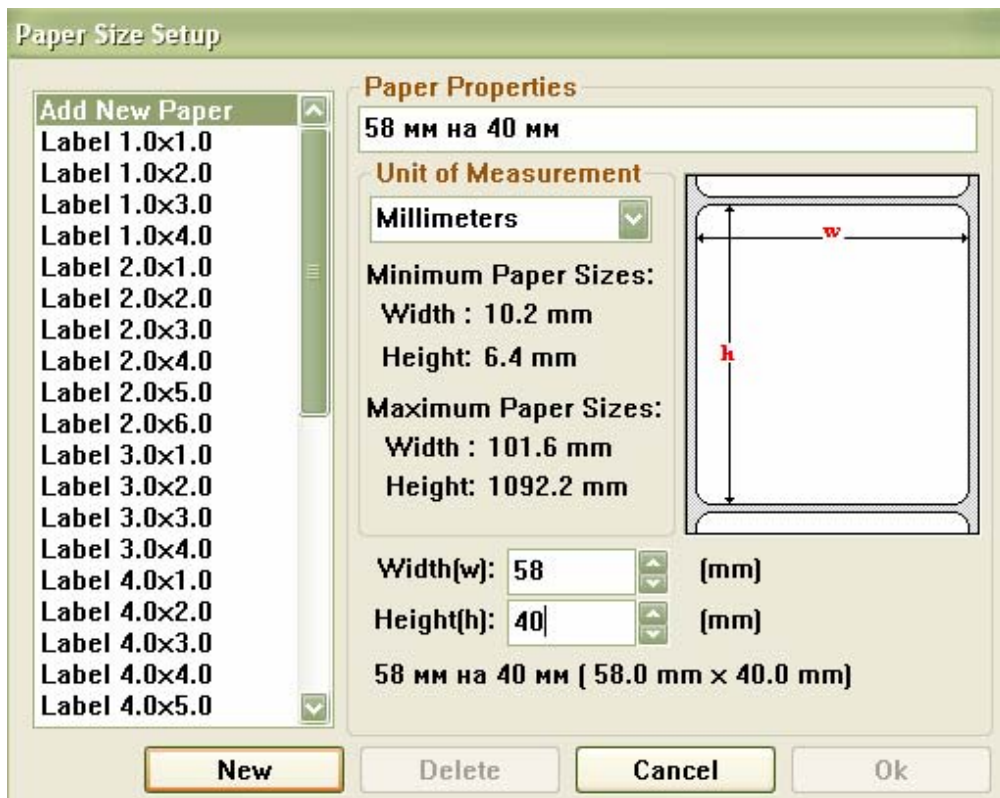 Paper Size Setup
Add New Paper
Label 1.0x1.0
Label 1.0x2.0
Label 1.0x3.0
Label 1.0x4.0
Label 2.0x1.0
Label 2.0x2.0
Label 2.0x3.0
Label 2.0x4.0
Label 2.0x5.0
Label 2.0x6.0
Label 3.0x1.0
Label 3.0x2.0
Label 3.0x3.0
Label 3.0x4.0
Label 4.0x1.0
Label 4.0x2.0
Label 4.0x3.0
Label 4.0x4.0
Label 4.0x5.0
Paper Properties
58 мм на 40 мм
Unit of Measurement
Millimeters
Minimum Paper Sizes:
Width : 10.2 mm
Height: 6.4 mm
Maximum Paper Sizes:
Width : 101.6 mm
Height: 1092.2 mm
w
h
Width(w): 58 (mm)
Height(h): 40 (mm)
58 мм на 40 мм ( 58.0 mm x 40.0 mm)
New Delete Cancel Ok